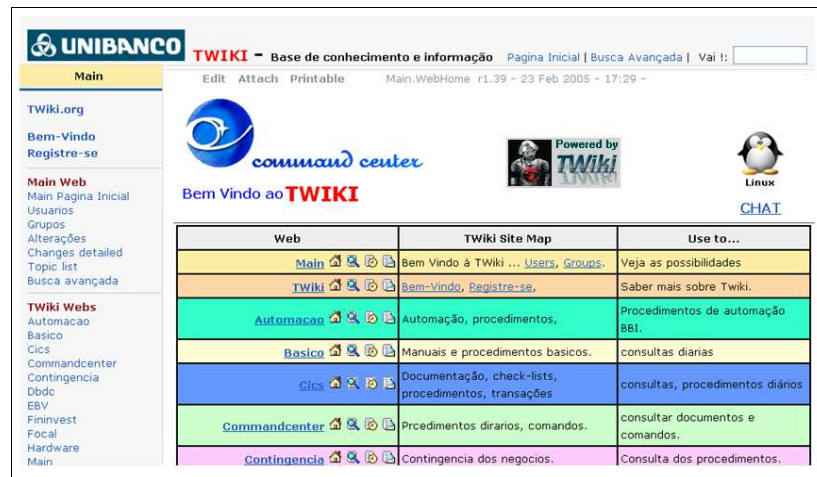 UNIBANCO
TWIKI - Base de conhecimento e informação Pagina Inicial | Busca Avançada | Vai !:
Main
Edit Attach Printable Main.WebHome r1.39 - 23 Feb 2005 - 17:29 -
TWiki.org
Bem-Vindo
Registre-se
command center
Powered by
TWiki
Linux
Bem Vindo ao TWIKI
CHAT
Main Web
Main Pagina Inicial
Usuarios
Grupos
Alterações
Changes detailed
Topic list
Busca avançada
TWiki Webs
Automacao
Basico
Cics
Commandcenter
Contingencia
Dbdc
EBV
Fininvest
Focal
Hardware
Main
Web TWiki Site Map Use to...
Main Bem Vindo à TWiki ... Users, Groups. Veja as possibilidades
TWiki Bem-Vindo, Registre-se, Saber mais sobre Twiki.
Automacao Automação, procedimentos, Procedimentos de automação
BBI.
Basico Manuais e procedimentos basicos. consultas diarias
Cics Documentação, check-lists,
procedimentos, transações consultas, procedimentos diários
Commandcenter Prcedimentos dirarios, comandos. consultar documentos e
comandos.
Contingencia Contingencia dos negocios. Consulta dos procedimentos.